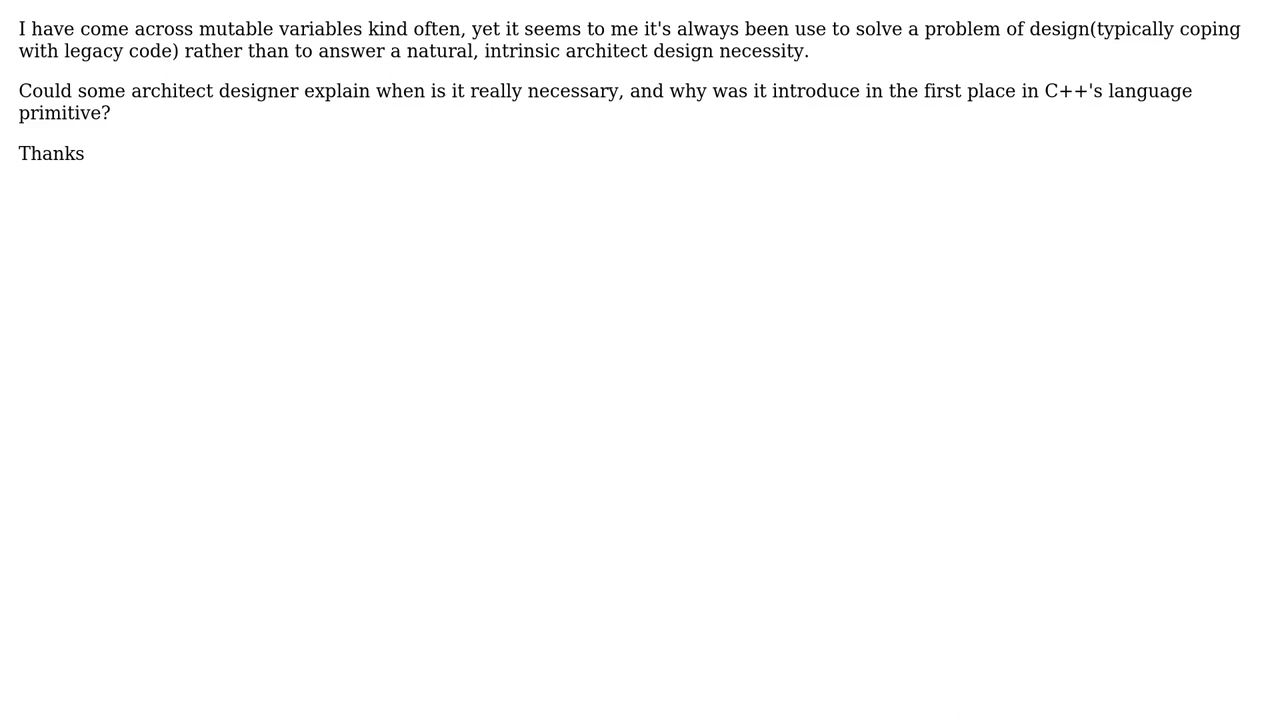 I have come across mutable variables kind often, yet it seems to me it's always been use to solve a problem of design(typically coping
with legacy code) rather than to answer a natural, intrinsic architect design necessity.
Could some architect designer explain when is it really necessary, and why was it introduce in the first place in C++'s language
primitive?
Thanks